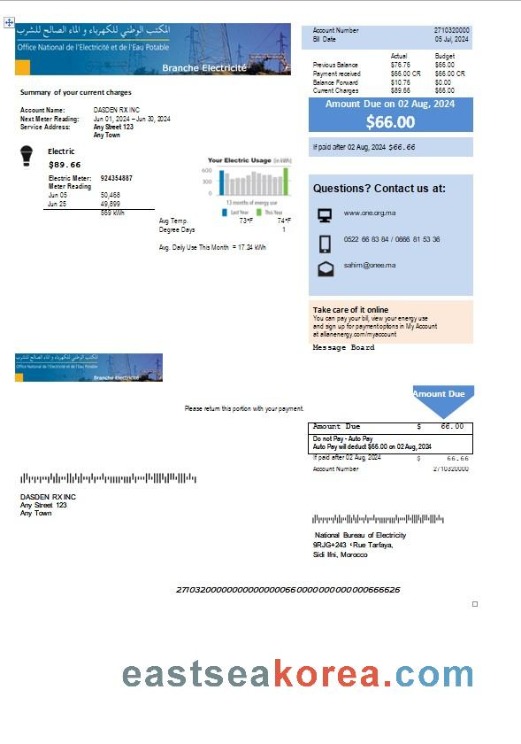 المكتب الوطني للكهرباء و الماء الصالح للشرب
Office National de l'Electricité et de l'Eau Potable
Branche Electricité
Account Number 2710320000
Bill Date 05 Jul, 2024
Actual Budget
Previous Balance $76.76 $66.00
Payment received $66.00 CR $66.00 CR
Balance Forward $10.76 $0.00
Current Charges $89.66 $66.00
Amount Due on 02 Aug, 2024
$66.00
If paid after 02 Aug, 2024 $66.66
Summary of your current charges
Account Name: DASDEN RX INC
Next Meter Reading: Jun 01, 2024 – Jun 30, 2024
Service Address: Any Street 123
Any Town
Electric
$89.66
Electric Meter: 924354887
Meter Reading
Jun 05 50,468
Jun 25 49,899
569 kWh
Your Electric Usage (in kWh)
600
300
0
13 months of energy use
Last Year This Year
Avg Temp. 73°F 74°F
Degree Days 1
Avg. Daily Use This Month = 17.24 kWh
Questions? Contact us at:
www.one.org.ma
0522 66 83 84 / 0666 81 53 36
sahim@onee.ma
Take care of it online
You can pay your bill, view your energy use
and sign up for payment options in My Account
at alianenergy.com/myaccount
Message Board
المكتب الوطني للكهرباء و الماء الصالح للشرب
Office National de l'Electricité et de l'Eau Potable
Branche Electricité
Amount Due
Please return this portion with your payment.
Amount Due $ 66.00
Do not Pay - Auto Pay
Auto Pay will deduct $66.00 on 02 Aug, 2024
If paid after 02 Aug, 2024 $ 66.66
Account Number 2710320000
DASDEN RX INC
Any Street 123
Any Town
National Bureau of Electricity
9RJG+243 ، Rue Tarfaya,
Sidi Ifni, Morocco
eastseakorea.com